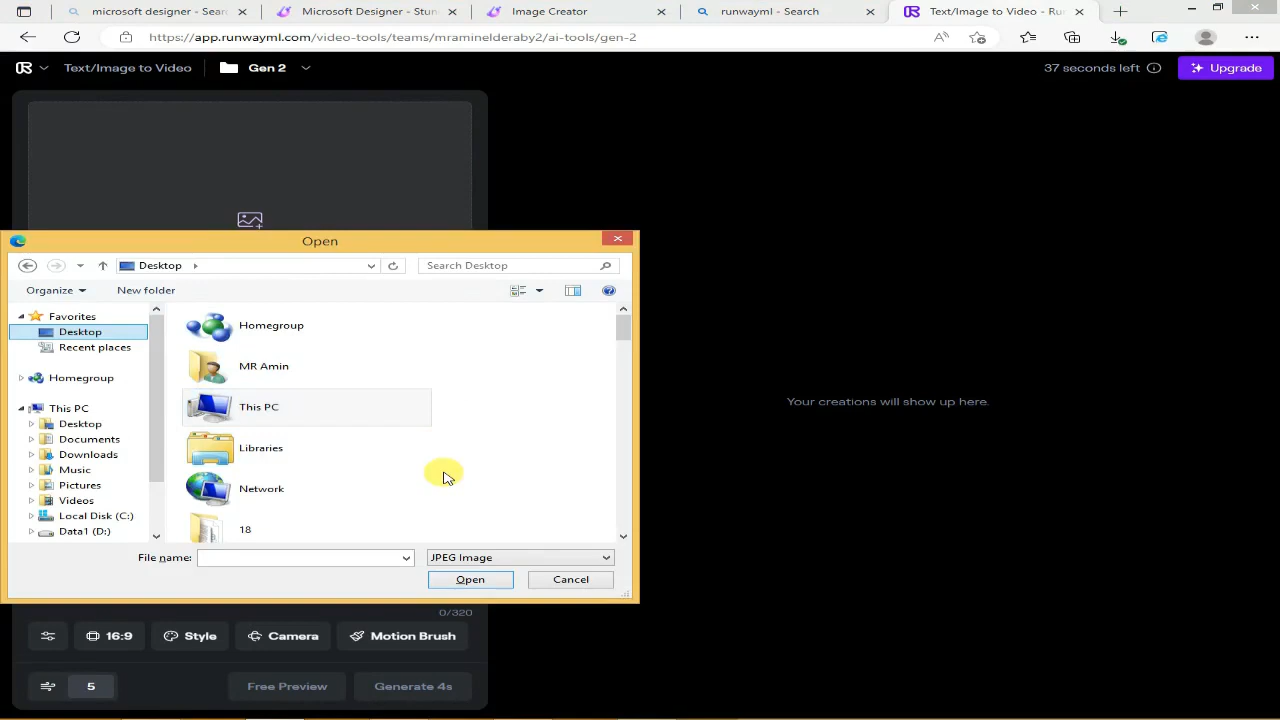 microsoft designer - Sear
Microsoft Designer - Stun
Image Creator
runwayml - Search
Text/Image to Video - Ru
https://app.runwayml.com/video-tools/teams/mraminelderaby2/ai-tools/gen-2
Text/Image to Video
Gen 2
37 seconds left
Upgrade
Open
Desktop
Search Desktop
Organize
New folder
Favorites
Desktop
Recent places
Homegroup
This PC
Desktop
Documents
Downloads
Music
Pictures
Videos
Local Disk (C:)
Data1 (D:)
Homegroup
MR Amin
This PC
Libraries
Network
18
File name:
JPEG Image
Open
Cancel
Your creations will show up here.
0/320
16:9
Style
Camera
Motion Brush
5
Free Preview
Generate 4s